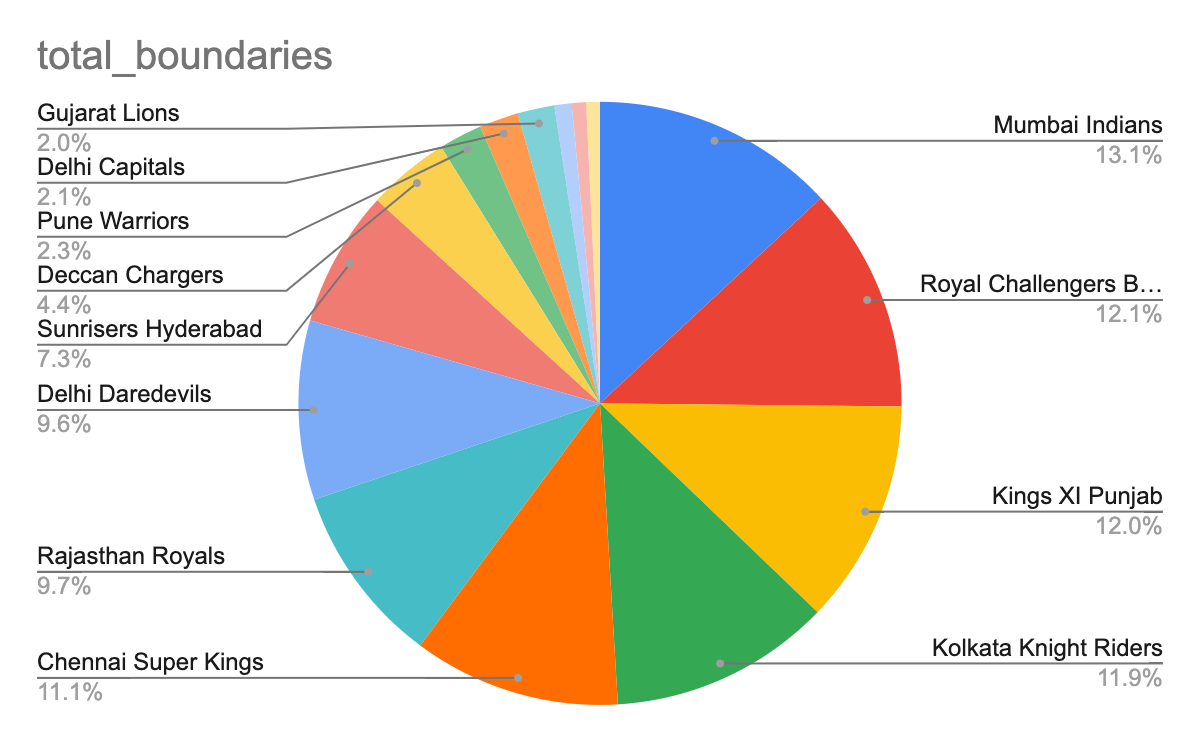 total_boundaries
Gujarat Lions
2.0%
Delhi Capitals
2.1%
Pune Warriors
2.3%
Deccan Chargers
4.4%
Sunrisers Hyderabad
7.3%
Delhi Daredevils
9.6%
Rajasthan Royals
9.7%
Chennai Super Kings
11.1%
Mumbai Indians
13.1%
Royal Challengers B…
12.1%
Kings XI Punjab
12.0%
Kolkata Knight Riders
11.9%